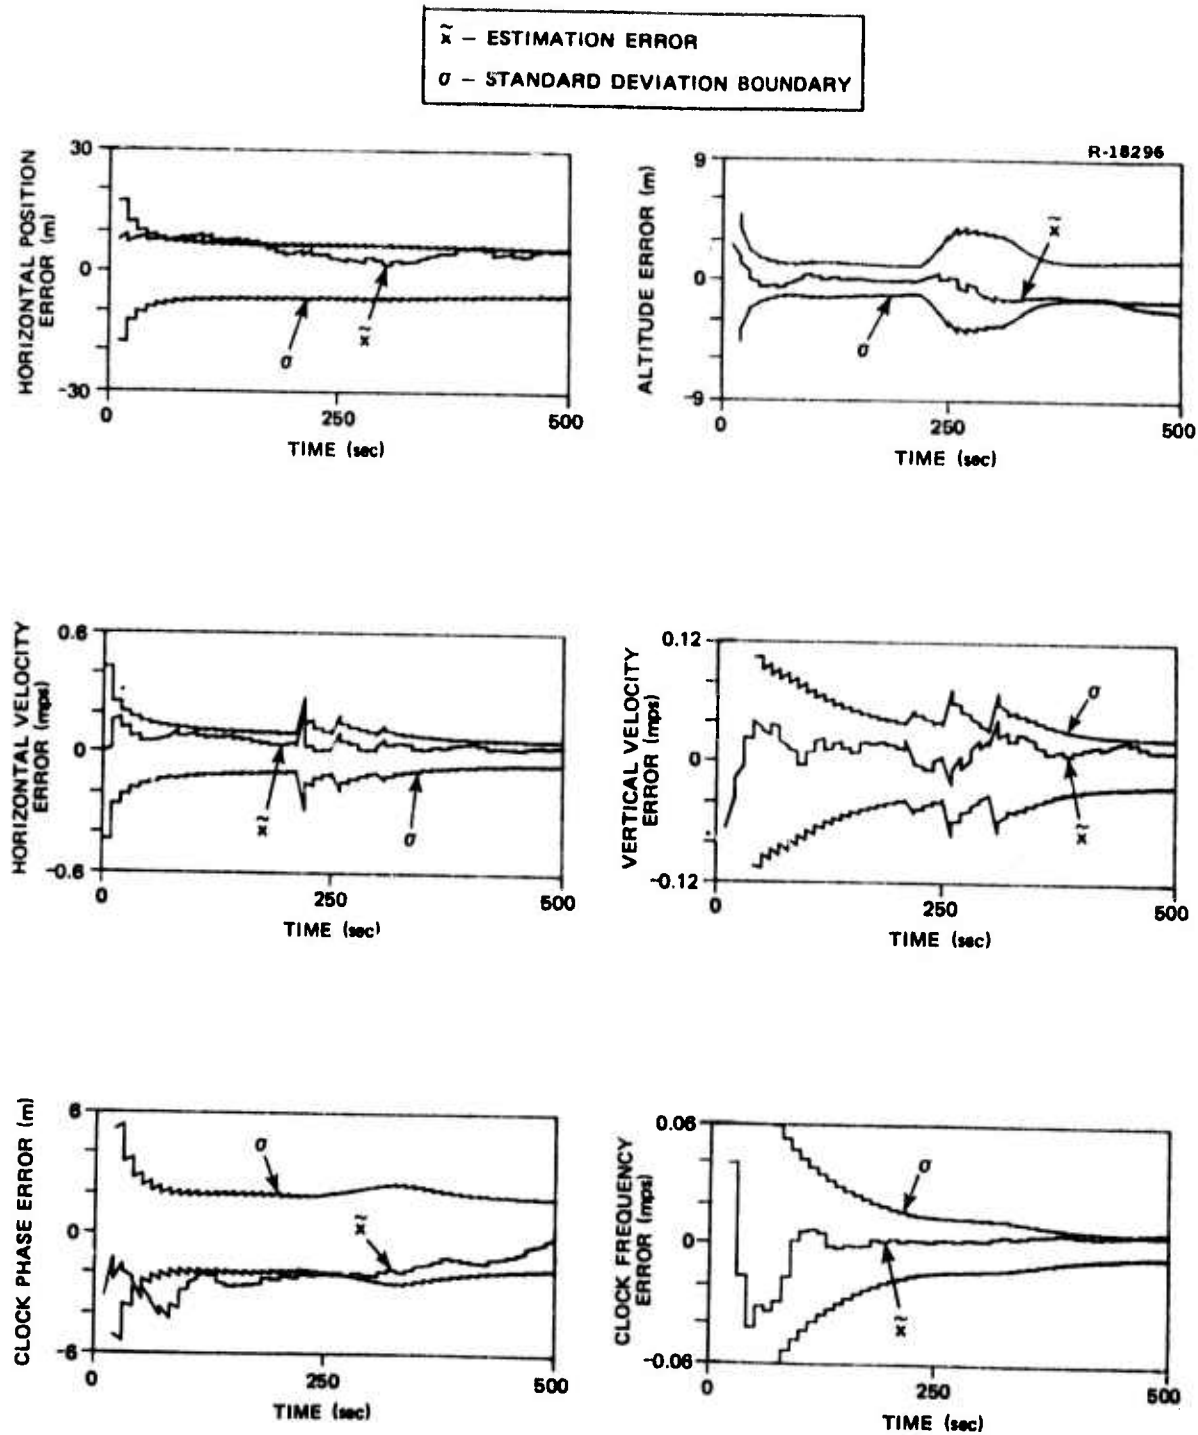 x̃ – ESTIMATION ERROR
σ – STANDARD DEVIATION BOUNDARY
R-18296
HORIZONTAL POSITION
ERROR (m)
30
0
-30
x̃
σ
0
250
500
TIME (sec)
ALTITUDE ERROR (m)
9
0
-9
x̃
σ
0
250
500
TIME (sec)
HORIZONTAL VELOCITY
ERROR (mps)
0.6
0
-0.6
x̃
σ
0
250
500
TIME (sec)
VERTICAL VELOCITY
ERROR (mps)
0.12
0
-0.12
σ
x̃
0
250
500
TIME (sec)
CLOCK PHASE ERROR (m)
6
0
-6
σ
x̃
0
250
500
TIME (sec)
CLOCK FREQUENCY
ERROR (mps)
0.06
0
-0.06
σ
x̃
0
250
500
TIME (sec)